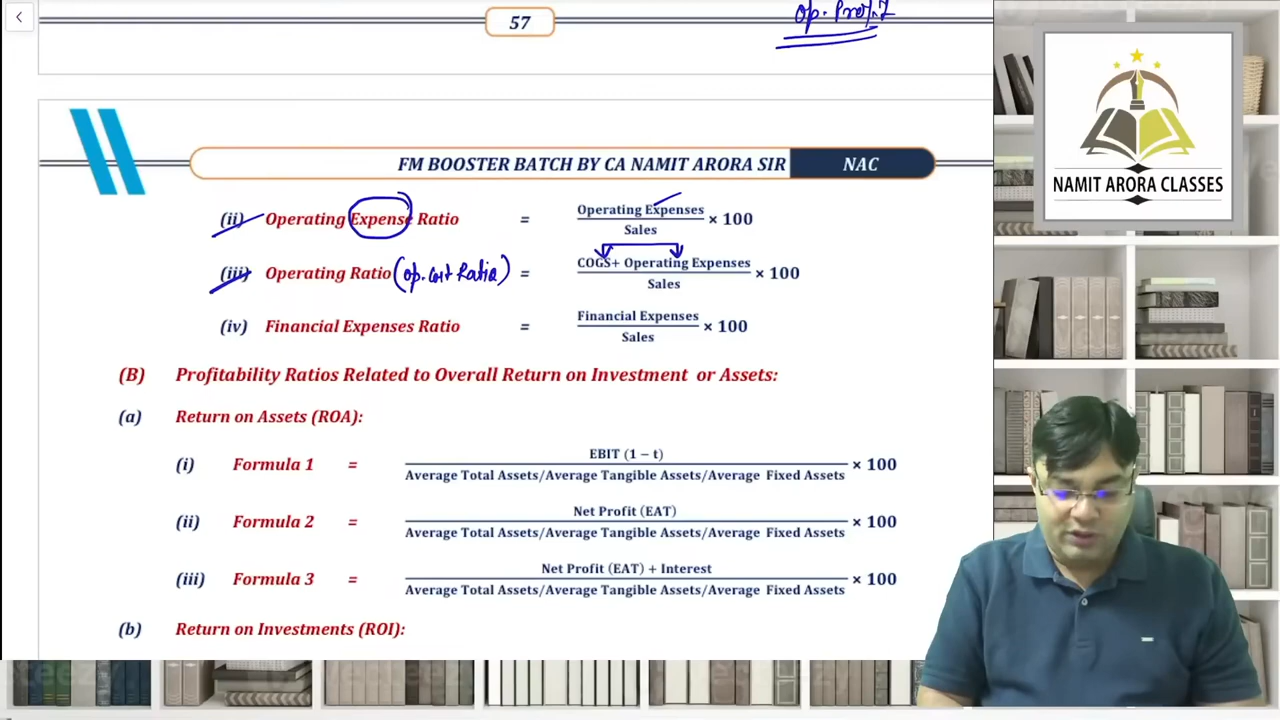 op. Profit
57
FM BOOSTER BATCH BY CA NAMIT ARORA SIR NAC
NAMIT ARORA CLASSES
(ii) Operating Expense Ratio = Operating Expenses / Sales × 100
(iii) Operating Ratio (op. cost Ratio) = COGS+ Operating Expenses / Sales × 100
(iv) Financial Expenses Ratio = Financial Expenses / Sales × 100
(B) Profitability Ratios Related to Overall Return on Investment or Assets:
(a) Return on Assets (ROA):
(i) Formula 1 = EBIT (1 − t) / Average Total Assets/Average Tangible Assets/Average Fixed Assets × 100
(ii) Formula 2 = Net Profit (EAT) / Average Total Assets/Average Tangible Assets/Average Fixed Assets × 100
(iii) Formula 3 = Net Profit (EAT) + Interest / Average Total Assets/Average Tangible Assets/Average Fixed Assets × 100
(b) Return on Investments (ROI):